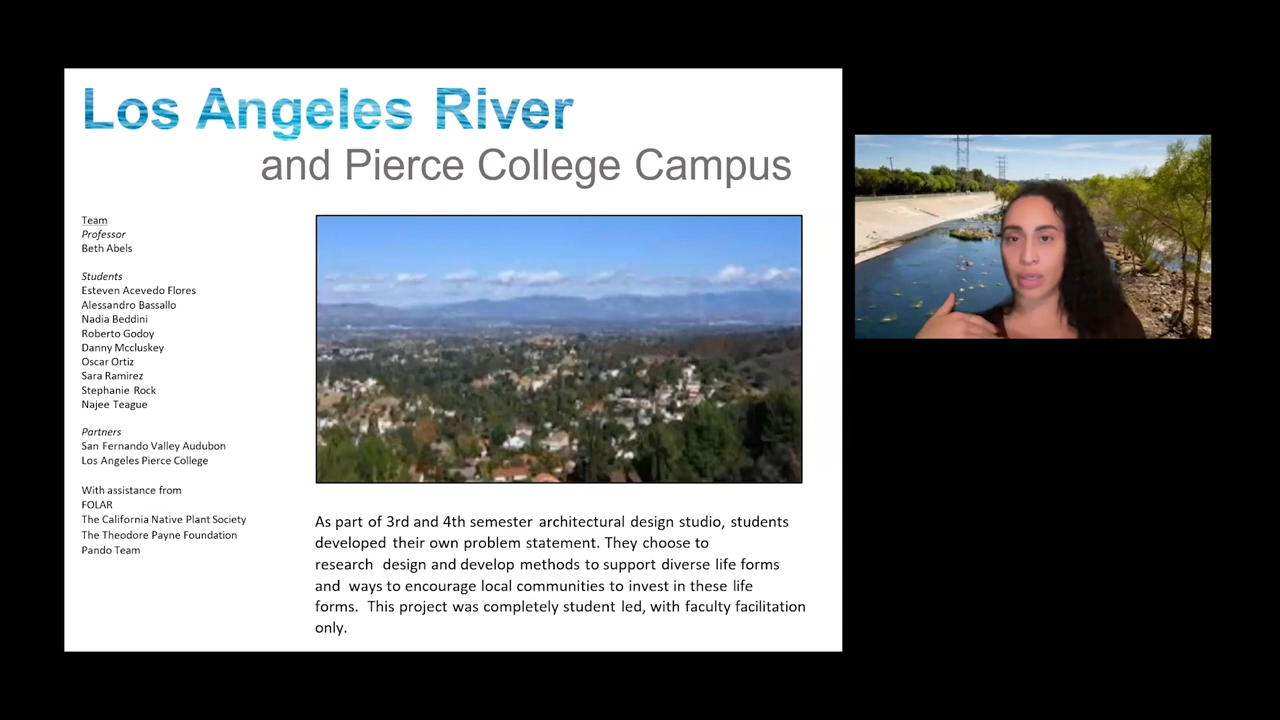 Los Angeles River
and Pierce College Campus
Team
Professor
Beth Abels
Students
Esteven Acevedo Flores
Alessandro Bassallo
Nadia Beddini
Roberto Godoy
Danny Mccluskey
Oscar Ortiz
Sara Ramirez
Stephanie Rock
Najee Teague
Partners
San Fernando Valley Audubon
Los Angeles Pierce College
With assistance from
FOLAR
The California Native Plant Society
The Theodore Payne Foundation
Pando Team
As part of 3rd and 4th semester architectural design studio, students
developed their own problem statement. They choose to
research design and develop methods to support diverse life forms
and ways to encourage local communities to invest in these life
forms. This project was completely student led, with faculty facilitation
only.